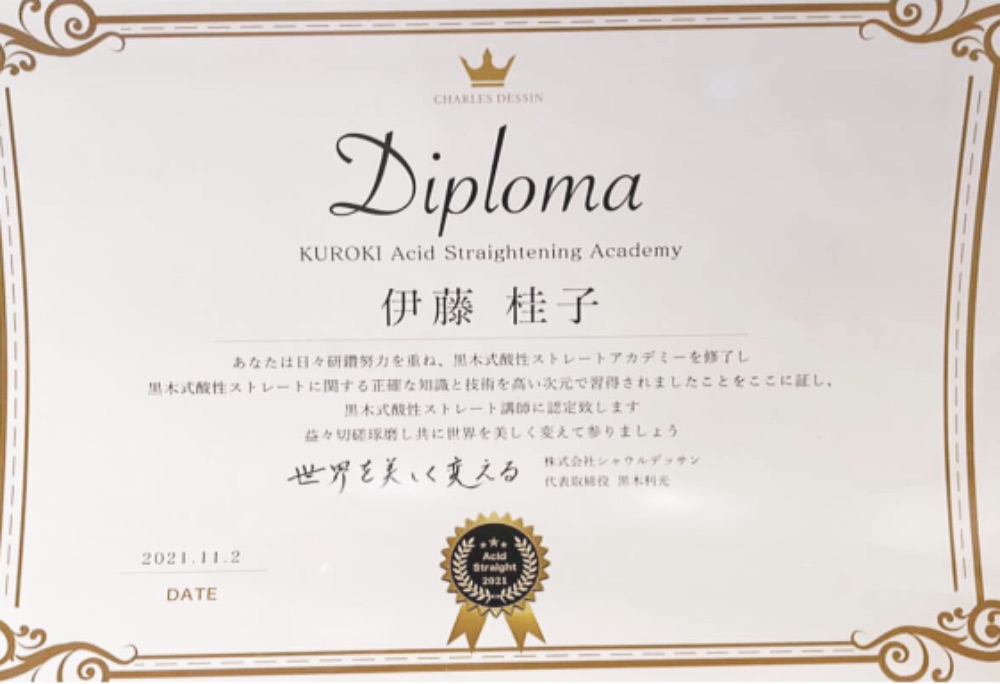 CHARLES DESSIN
Diploma
KUROKI Acid Straightening Academy
伊藤 桂子
あなたは日々研鑽努力を重ね、黒木式酸性ストレートアカデミーを修了し
黒木式酸性ストレートに関する正確な知識と技術を高い次元で習得されましたことをここに証し、
黒木式酸性ストレート講師に認定致します
益々切磋琢磨し共に世界を美しく変えて参りましょう
世界を美しく変える
株式会社シャウルデッサン
代表取締役 黒木利光
2021.11.2
DATE
Acid
Straight
2021